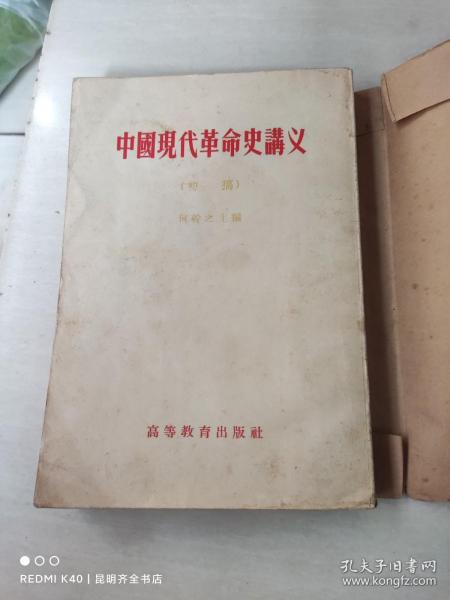 中國現代革命史講义
(初 稿)
何幹之主編
高等教育出版社
REDMI K40 | 昆明齐全书店
孔夫子旧书网
www.kongfz.com